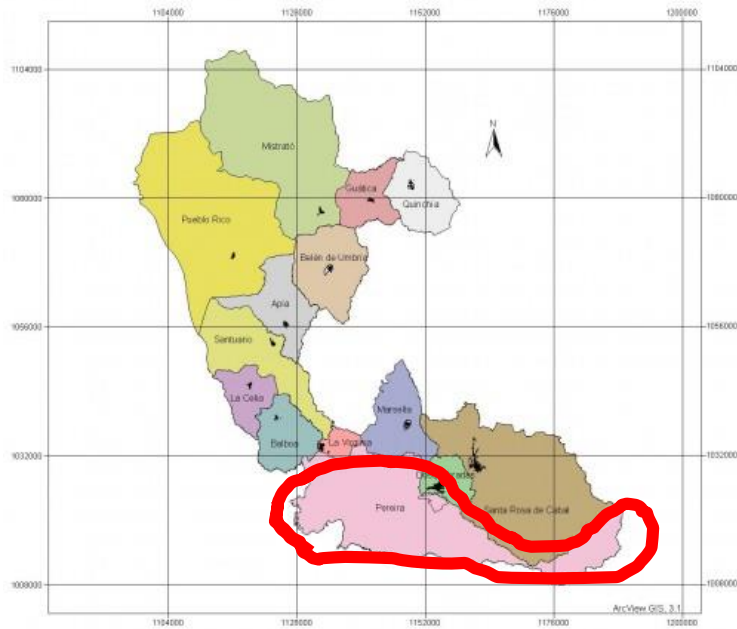 1104000 1128000 1152000 1176000 1200000
1104000 1104000
N
Mistrató
Guática
1080000 1080000
Quinchía
Pueblo Rico
Belén de Umbría
Apía
1056000 1056000
Santuario
La Celia
Marsella
Balboa
La Virginia
1032000 1032000
Pereira
Santa Rosa de Cabal
1008000 1008000
ArcView GIS, 3.1
1104000 1128000 1152000 1176000 1200000